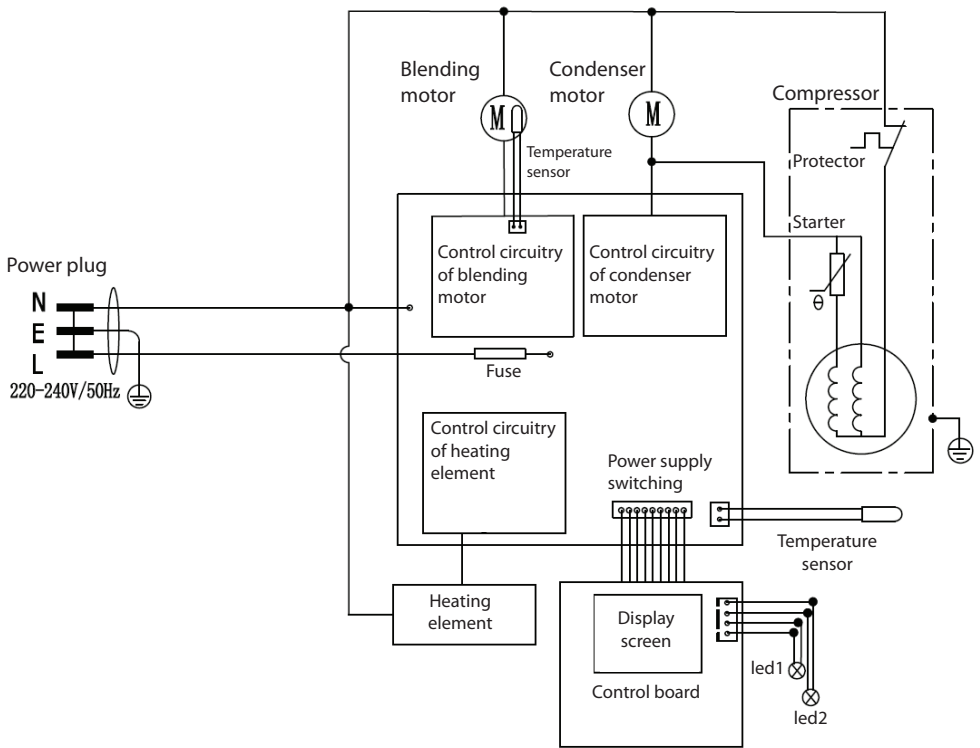 Blending
motor
Condenser
motor
M
M
Compressor
Temperature
sensor
Protector
Starter
Control circuitry
of blending
motor
Control circuitry
of condenser
motor
Power plug
N
E
L
220-240V/50Hz
θ
Fuse
Control circuitry
of heating
element
Power supply
switching
Temperature
sensor
Heating
element
Display
screen
Control board
led1
led2